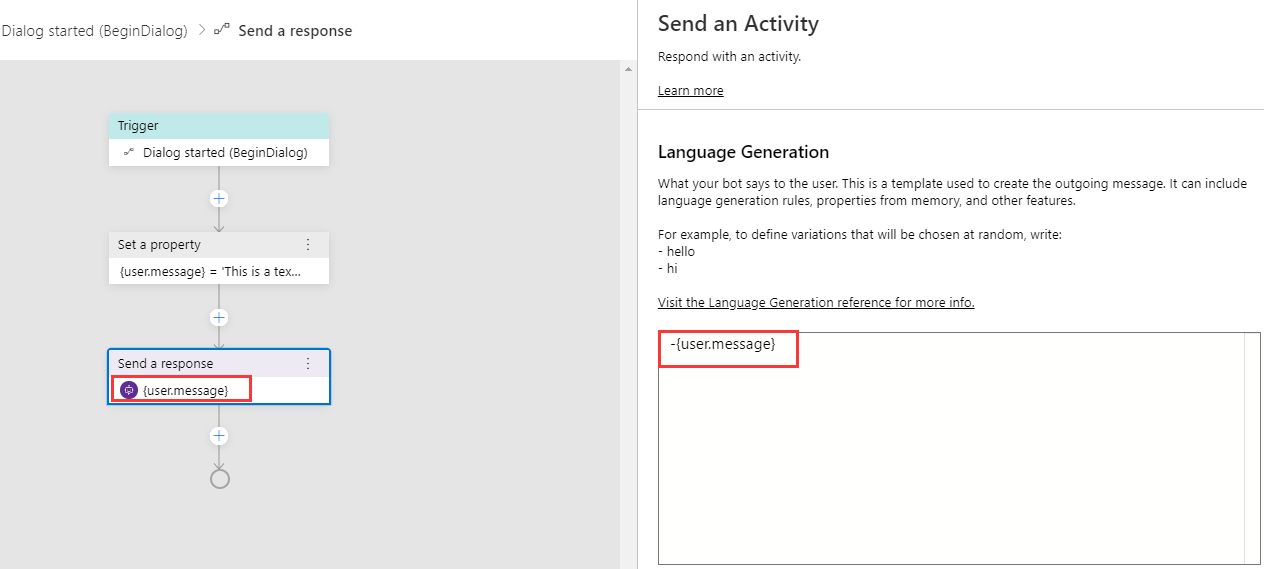 Dialog started (BeginDialog) > Send a response
Trigger
Dialog started (BeginDialog)
Set a property
{user.message} = 'This is a tex...
Send a response
{user.message}
Send an Activity
Respond with an activity.
Learn more
Language Generation
What your bot says to the user. This is a template used to create the outgoing message. It can include
language generation rules, properties from memory, and other features.
For example, to define variations that will be chosen at random, write:
- hello
- hi
Visit the Language Generation reference for more info.
-{user.message}